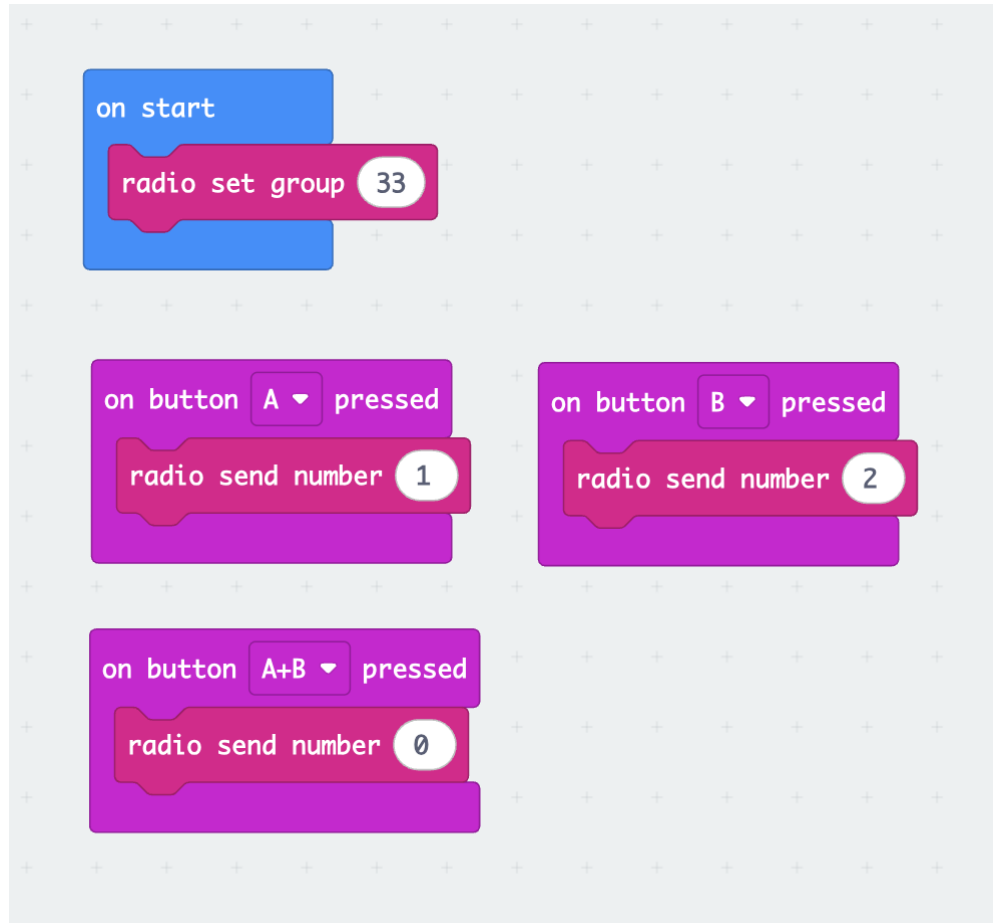 on start
radio set group 33
on button A pressed
radio send number 1
on button B pressed
radio send number 2
on button A+B pressed
radio send number 0